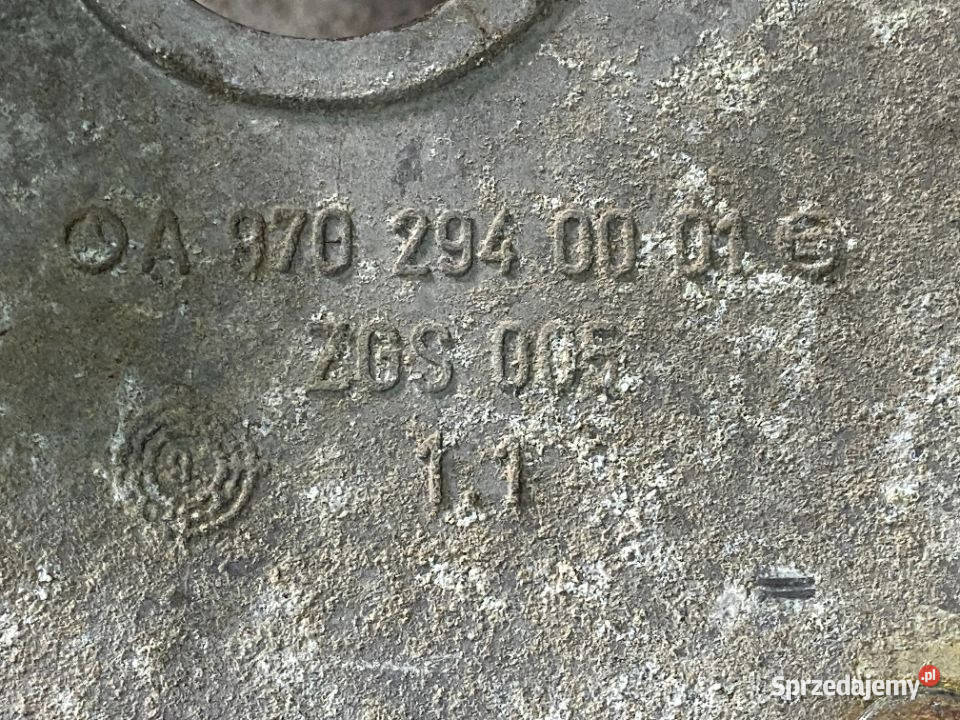 A 970 294 00 01
ZGS 005
1.1
Sprzedajemy.pl